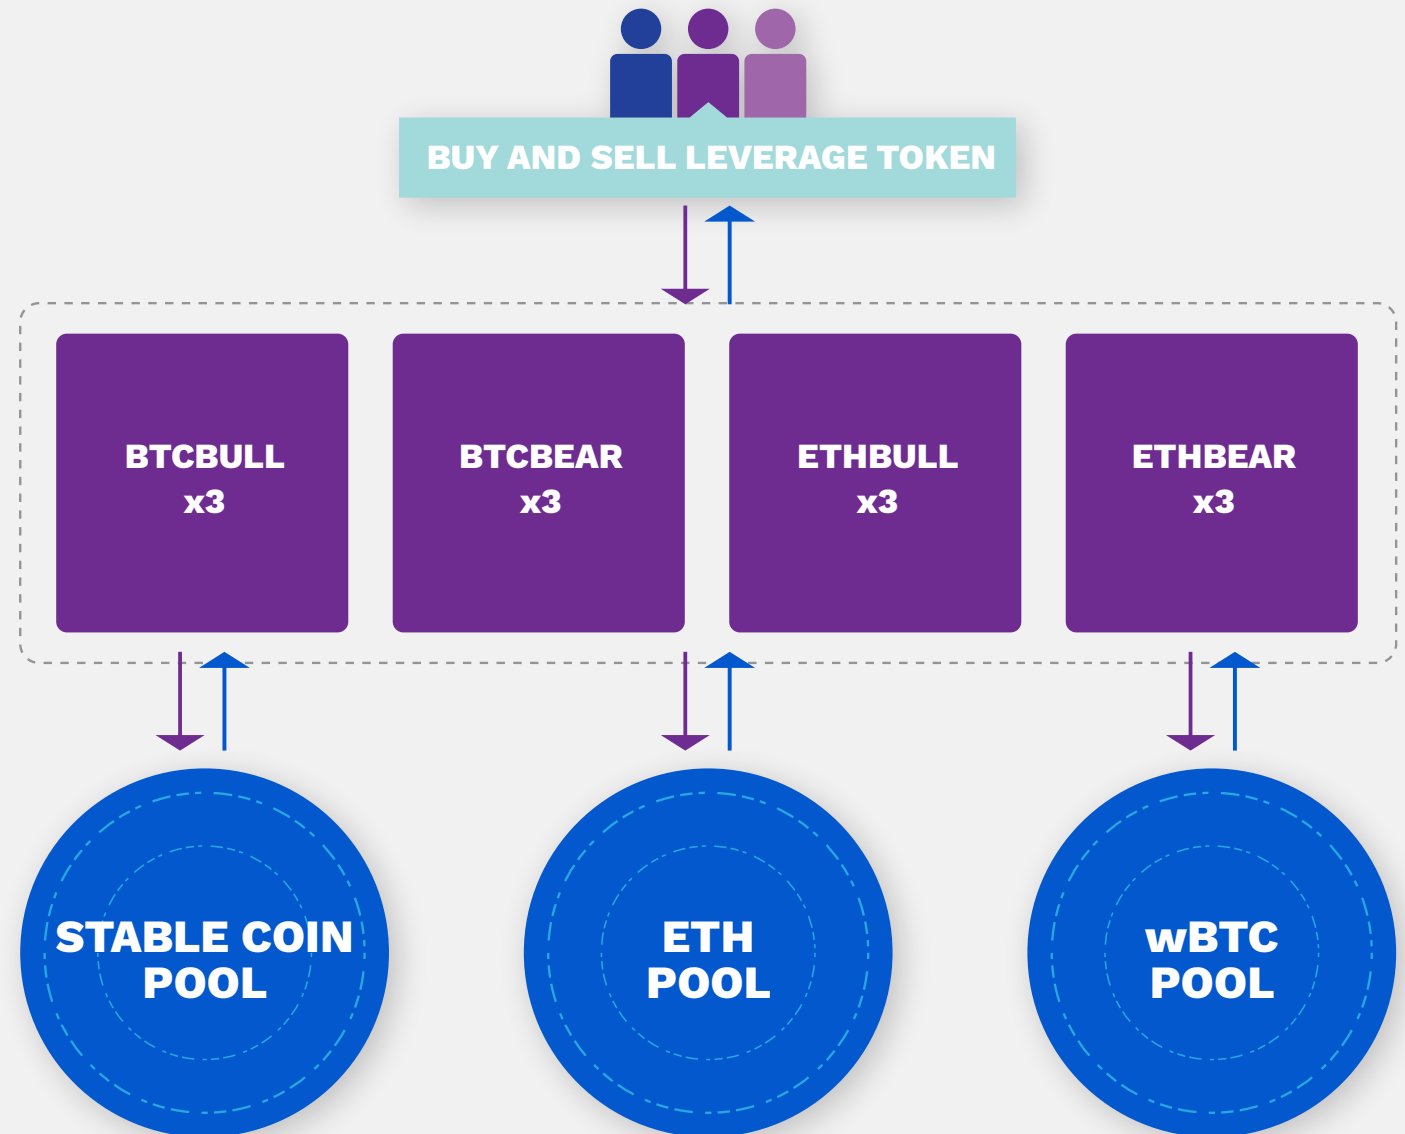 BUY AND SELL LEVERAGE TOKEN
BTCBULL
x3
BTCBEAR
x3
ETHBULL
x3
ETHBEAR
x3
STABLE COIN
POOL
ETH
POOL
wBTC
POOL